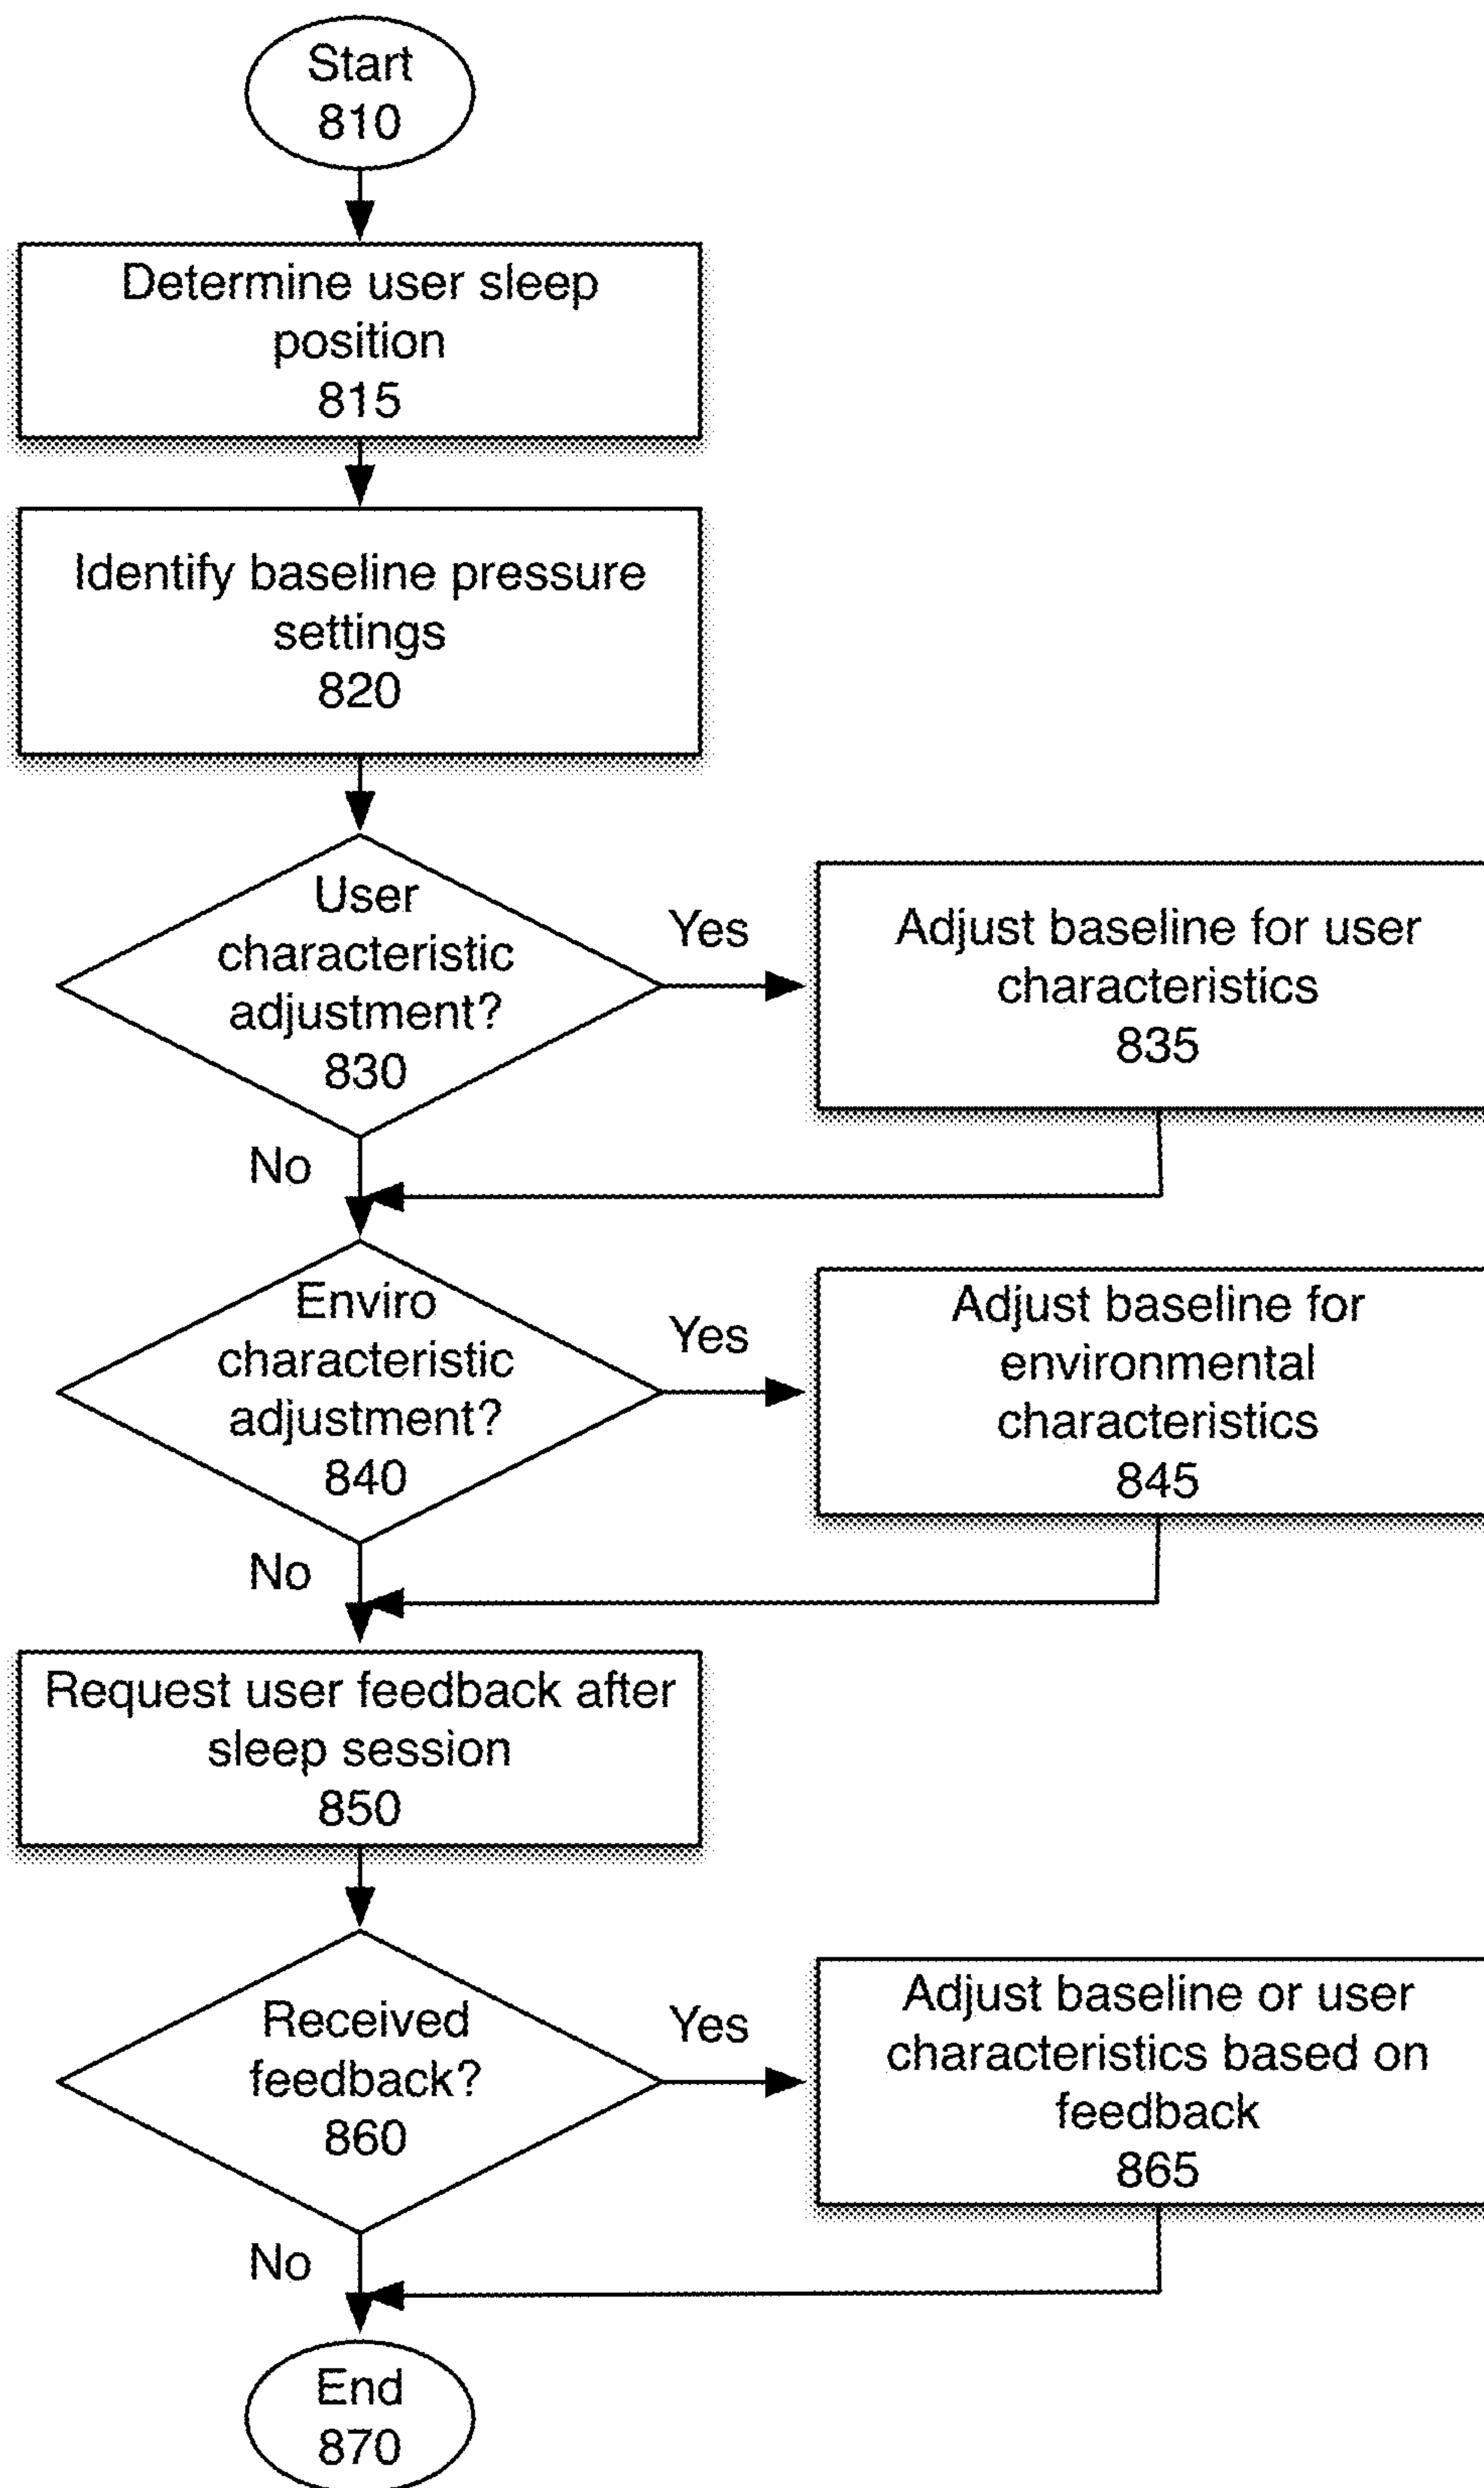 Start
810
Determine user sleep
position
815
Identify baseline pressure
settings
820
User
characteristic
adjustment?
830
Yes
Adjust baseline for user
characteristics
835
No
Enviro
characteristic
adjustment?
840
Yes
Adjust baseline for
environmental
characteristics
845
No
Request user feedback after
sleep session
850
Received
feedback?
860
Yes
Adjust baseline or user
characteristics based on
feedback
865
No
End
870